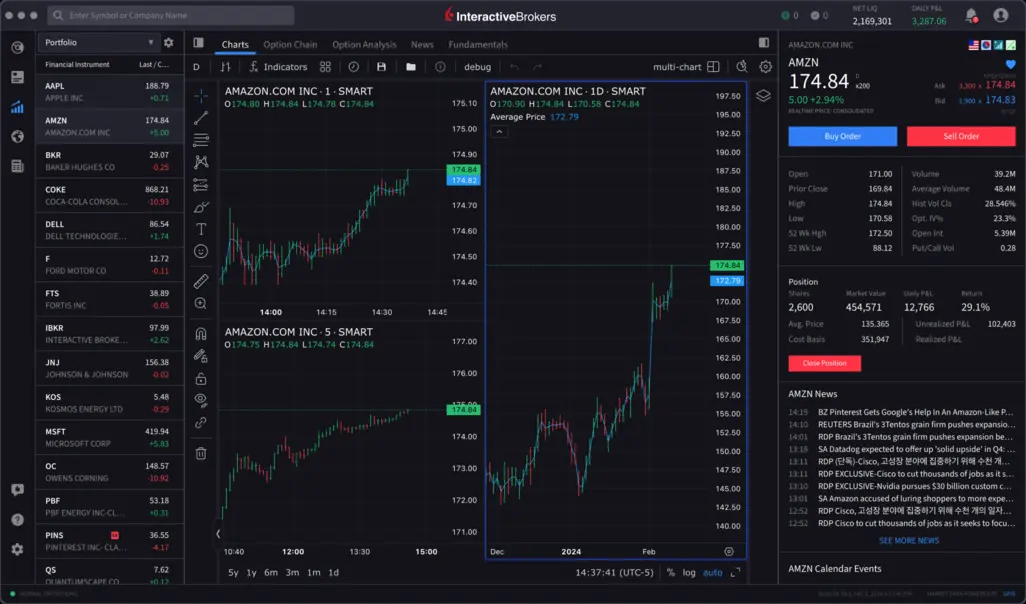 Enter Symbol or Company Name
InteractiveBrokers
0
0
NET LIQ
2,169,301
DAILY P&L
3,287.06
Portfolio
Financial Instrument
Last / C...
AAPL 188.79
APPLE INC +0.71
AMZN 174.84
AMAZON.COM INC +5.00
BKR 29.07
BAKER HUGHES CO -0.25
COKE 868.21
COCA-COLA CONSOL... -10.93
DELL 86.54
DELL TECHNOLOGIE... +1.74
F 12.72
FORD MOTOR CO -0.11
FTS 38.89
FORTIS INC -0.05
IBKR 97.99
INTERACTIVE BROKE... +2.62
JNJ 156.38
JOHNSON & JOHNSON -0.02
KOS 5.48
KOSMOS ENERGY LTD -0.29
MSFT 419.94
MICROSOFT CORP +5.83
OC 148.57
OWENS CORNING -10.92
PBF 53.18
PBF ENERGY INC-CL... +0.31
PINS 36.55
PINTEREST INC- CLA... -4.17
QS 7.62
QUANTUMSCAPE CO +0.12
Charts
Option Chain
Option Analysis
News
Fundamentals
D
Indicators
debug
multi-chart
AMAZON.COM INC · 1 · SMART
O174.80 H174.84 L174.78 C174.84
175.10
175.00
174.90
174.84
174.82
174.70
174.60
174.50
174.40
14:00
14:15
14:30
14:45
AMAZON.COM INC · 5 · SMART
O174.75 H174.84 L174.74 C174.84
177.00
176.00
174.84
174.00
173.00
172.00
171.00
10:40
12:00
13:30
15:00
AMAZON.COM INC · 1D · SMART
O170.90 H174.84 L170.58 C174.84
Average Price 172.79
197.50
195.00
192.50
190.00
187.50
185.00
182.50
180.00
177.50
174.84
172.79
170.00
167.50
165.00
162.50
160.00
157.50
155.00
152.50
150.00
147.50
145.00
142.50
140.00
Dec
2024
Feb
5y 1y 6m 3m 1m 1d
14:37:41 (UTC-5)
% log auto
AMAZON.COM INC
AMZN
174.84
x200
5.00 +2.94%
REALTIME PRICE: CONSOLIDATED
Ask 3,300 x 174.84
Bid 1,900 x 174.83
Buy Order
Sell Order
Open 171.00
Prior Close 169.84
High 174.84
Low 170.58
52 Wk Hgh 172.50
52 Wk Lw 88.12
Volume 39.2M
Average Volume 48.4M
Hist Vol Cls 28.546%
Opt. IV% 23.3%
Open Int 5.39M
Put/Call Vol 0.28
Position
Shares
Market Value
Daily P&L
Return
2,600
454,571
12,766
29.1%
Avg. Price 135.365
Unrealized P&L 102,403
Cost Basis 351,947
Realized P&L
Close Position
AMZN News
14:19 BZ Pinterest Gets Google's Help In An Amazon-Like P...
14:10 REUTERS Brazil's 3Tentos grain firm pushes expansio...
14:01 RDP Brazil's 3Tentos grain firm pushes expansion be...
13:15 SA Datadog expected to offer up 'solid upside' in Q4: ...
13:11 RDP (단독)-Cisco, 고성장 분야에 집중하기 위해 수천 개...
13:11 RDP EXCLUSIVE-Cisco to cut thousands of jobs as it s...
13:10 RDP EXCLUSIVE-Nvidia pursues $30 billion custom c...
13:01 SA Amazon accused of luring shoppers to more expe...
12:52 RDP Cisco, 고성장 분야에 집중하기 위해 수천 개의 일자...
12:52 RDP Cisco to cut thousands of jobs as it seeks to focu...
SEE MORE NEWS
AMZN Calendar Events